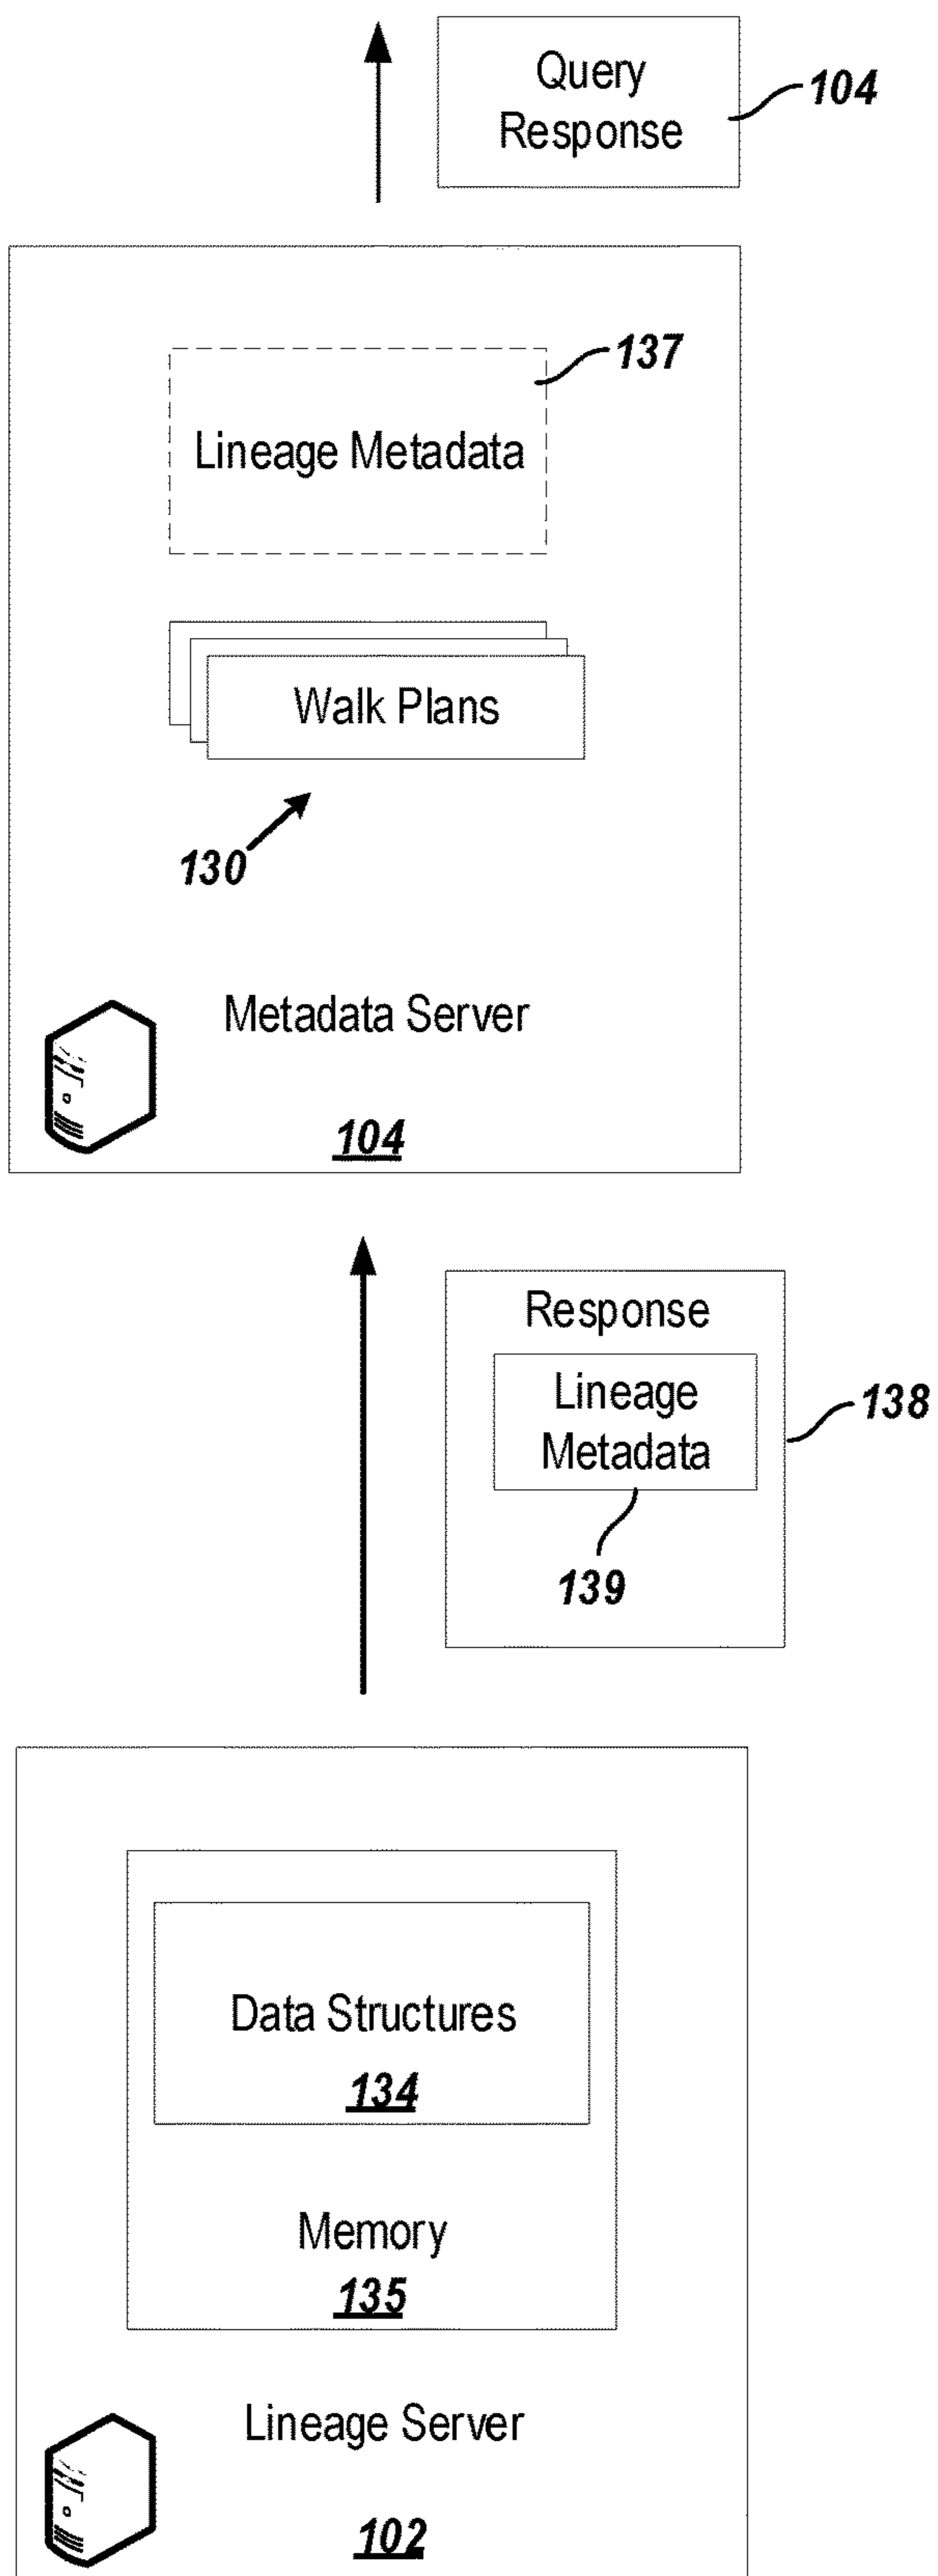 Query
Response
104
137
Lineage Metadata
Walk Plans
130
Metadata Server
104
Response
Lineage
Metadata
138
139
Data Structures
134
Memory
135
Lineage Server
102